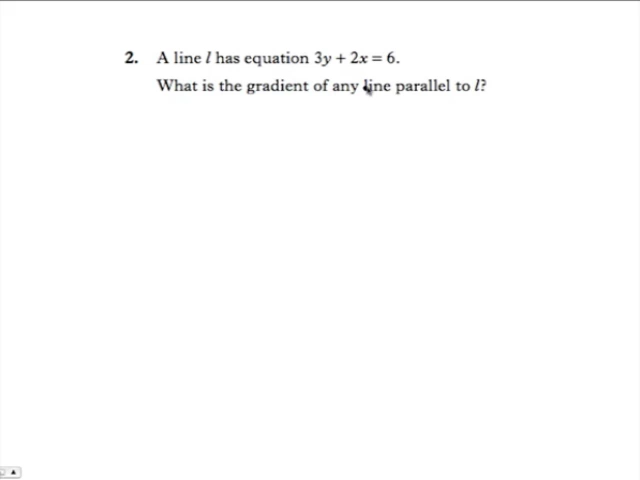 2. A line l has equation 3y + 2x = 6.
What is the gradient of any line parallel to l?